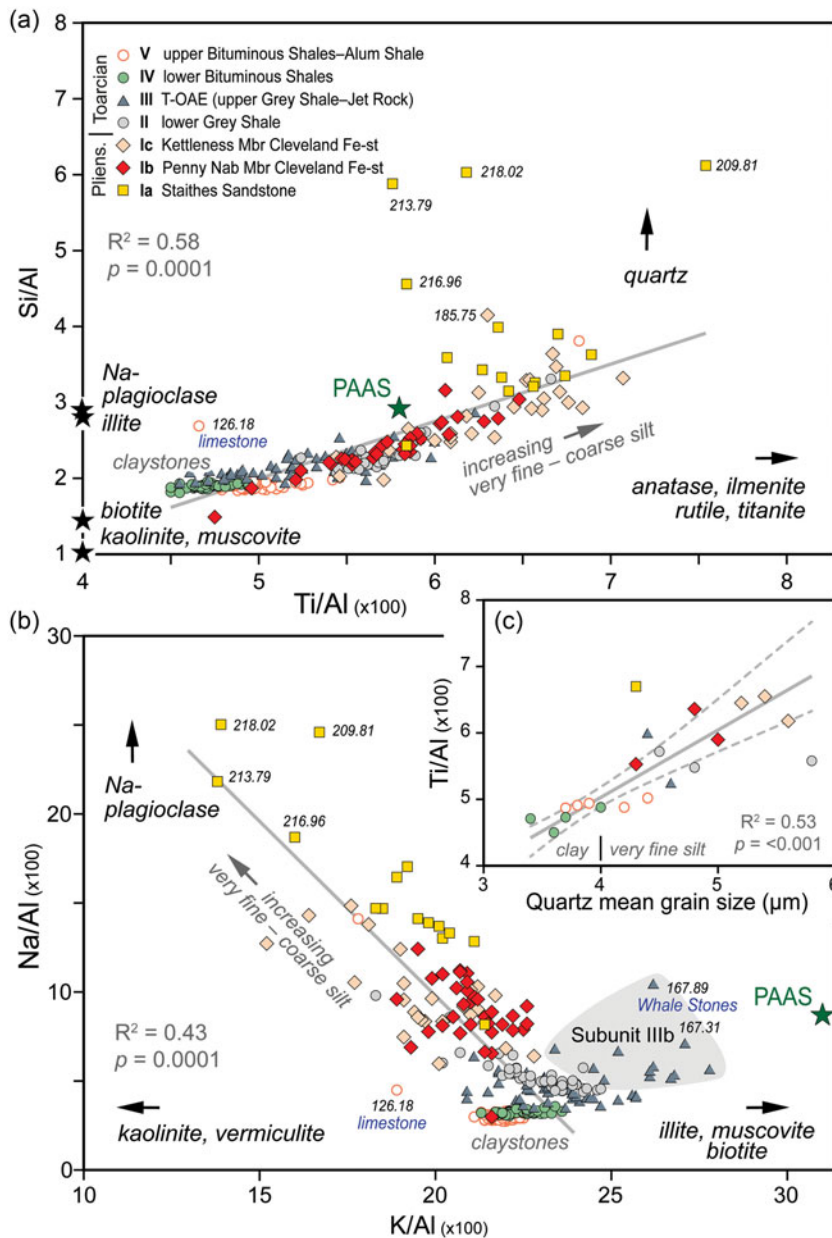 (a)
8
7
6
5
4
3
2
1
Si/Al
Toarcian
Pliens.
V upper Bituminous Shales–Alum Shale
IV lower Bituminous Shales
III T-OAE (upper Grey Shale–Jet Rock)
II lower Grey Shale
Ic Kettleness Mbr Cleveland Fe-st
Ib Penny Nab Mbr Cleveland Fe-st
Ia Staithes Sandstone
R² = 0.58
p = 0.0001
213.79
218.02
209.81
216.96
185.75
quartz
PAAS
Na-
plagioclase
illite
126.18
limestone
claystones
biotite
kaolinite, muscovite
increasing
very fine – coarse silt
anatase, ilmenite
rutile, titanite
4
5
6
7
8
Ti/Al (x100)
(b)
30
20
10
0
Na/Al (x100)
218.02
209.81
213.79
216.96
Na-
plagioclase
increasing
very fine – coarse silt
R² = 0.43
p = 0.0001
126.18
limestone
kaolinite, vermiculite
claystones
167.89
Whale Stones
167.31
Subunit IIIb
PAAS
illite, muscovite
biotite
10
15
20
25
30
K/Al (x100)
(c)
8
7
6
5
4
Ti/Al (x100)
clay
very fine silt
R² = 0.53
p = <0.001
3
4
5
6
Quartz mean grain size (µm)